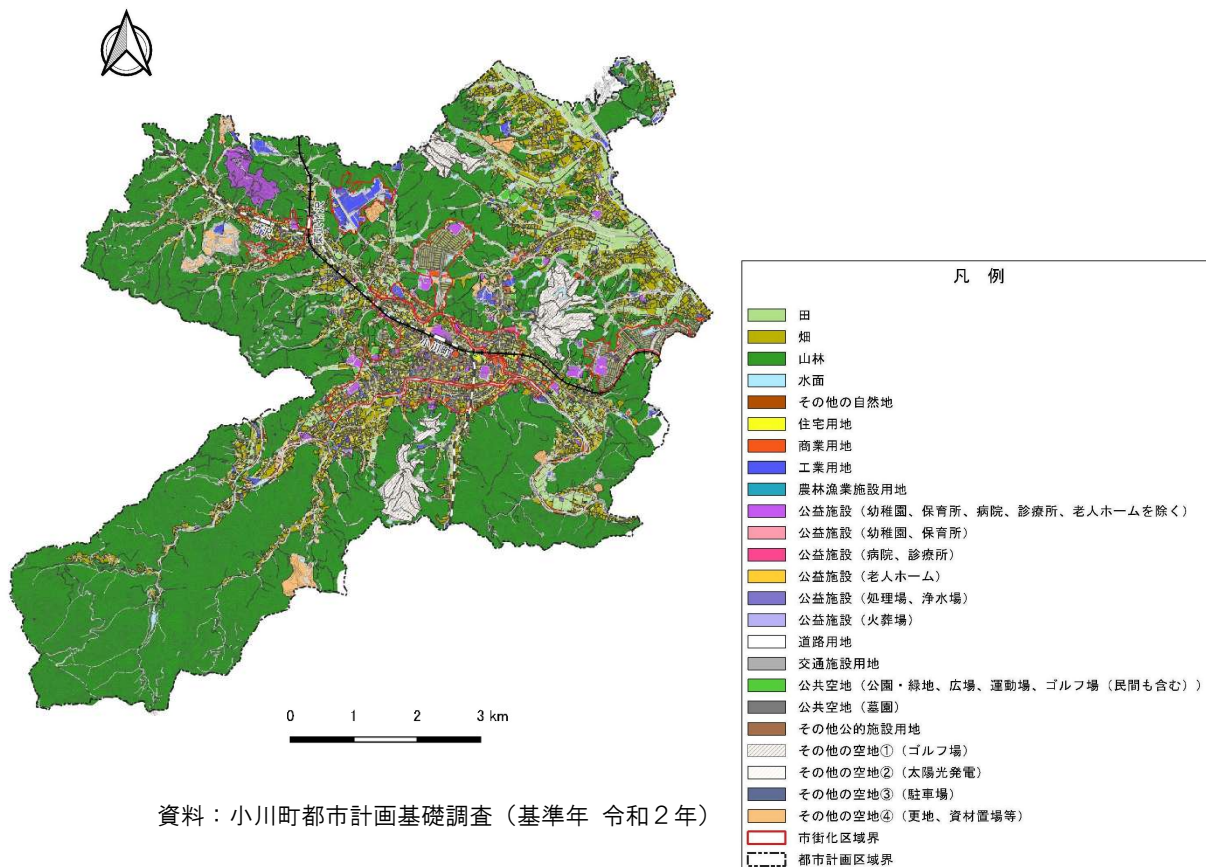 小川町
0 1 2 3 km
資料：小川町都市計画基礎調査（基準年 令和２年）
凡 例
田
畑
山林
水面
その他の自然地
住宅用地
商業用地
工業用地
農林漁業施設用地
公益施設（幼稚園、保育所、病院、診療所、老人ホームを除く）
公益施設（幼稚園、保育所）
公益施設（病院、診療所）
公益施設（老人ホーム）
公益施設（処理場、浄水場）
公益施設（火葬場）
道路用地
交通施設用地
公共空地（公園・緑地、広場、運動場、ゴルフ場（民間も含む））
公共空地（墓園）
その他公的施設用地
その他の空地①（ゴルフ場）
その他の空地②（太陽光発電）
その他の空地③（駐車場）
その他の空地④（更地、資材置場等）
市街化区域界
都市計画区域界